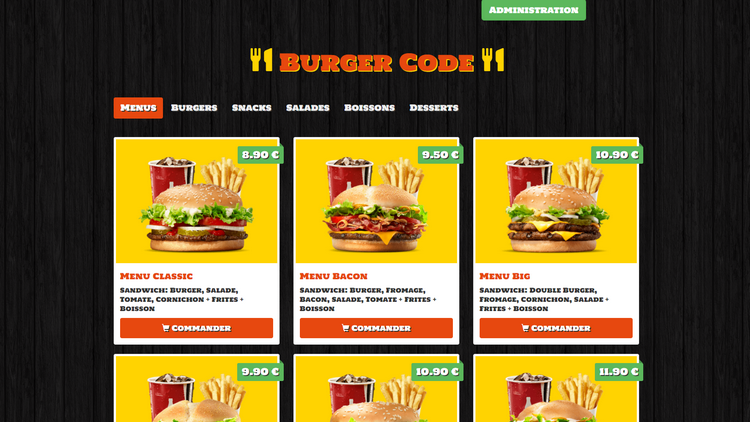 Administration
Burger Code
Menus Burgers Snacks Salades Boissons Desserts
8.90 € 9.50 € 10.90 €
Menu Classic Menu Bacon Menu Big
Sandwich: Burger, Salade, Sandwich: Burger, Fromage, Sandwich: Double Burger,
Tomate, Cornichon + Frites + Bacon, Salade, Tomate + Frites + Fromage, Cornichon, Salade +
Boisson Boisson Frites + Boisson
Commander Commander Commander
9.90 € 10.90 € 11.90 €